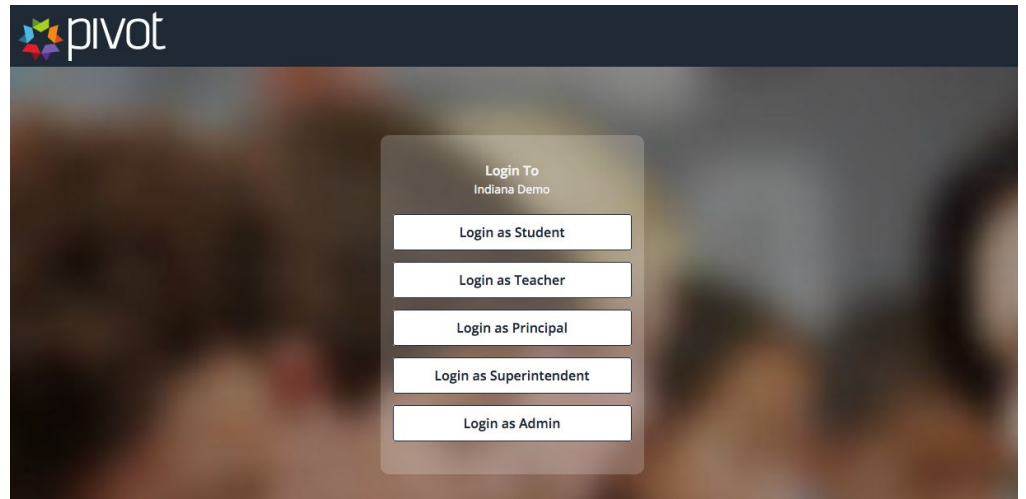 pivot
Login To
Indiana Demo
Login as Student
Login as Teacher
Login as Principal
Login as Superintendent
Login as Admin